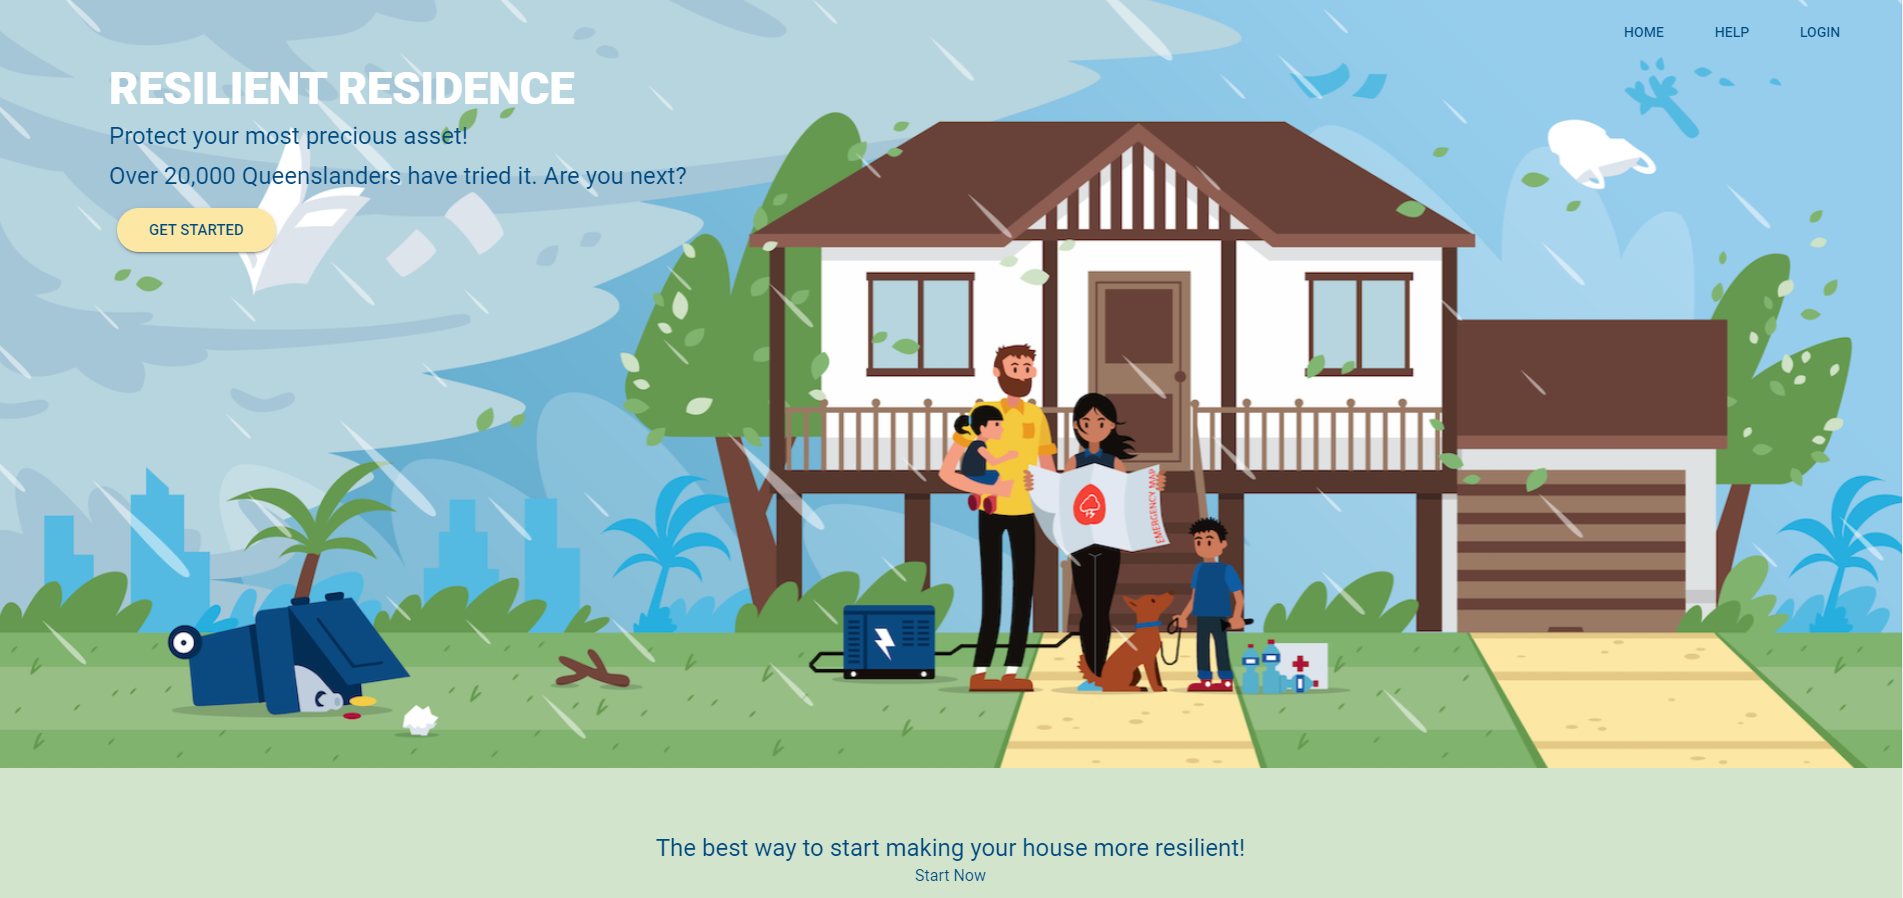 HOME HELP LOGIN
RESILIENT RESIDENCE
Protect your most precious asset!
Over 20,000 Queenslanders have tried it. Are you next?
GET STARTED
EMERGENCY MAP
The best way to start making your house more resilient!
Start Now